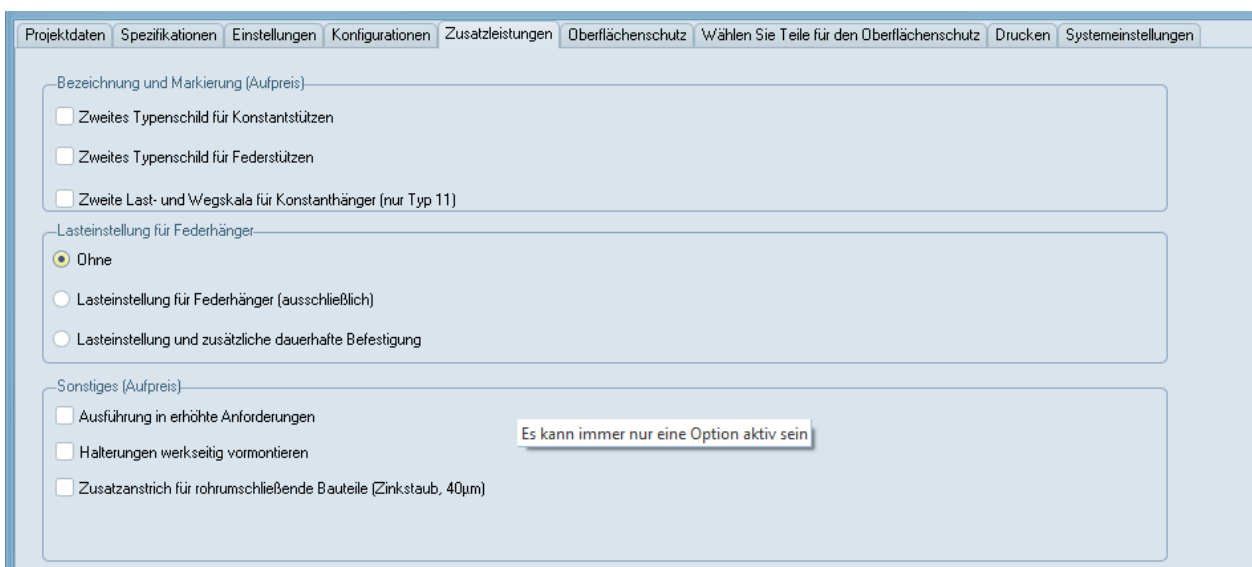 Projektdaten Spezifikationen Einstellungen Konfigurationen Zusatzleistungen Oberflächenschutz Wählen Sie Teile für den Oberflächenschutz Drucken Systemeinstellungen
Bezeichnung und Markierung (Aufpreis)
Zweites Typenschild für Konstantstützen
Zweites Typenschild für Federstützen
Zweite Last- und Wegskala für Konstanthänger (nur Typ 11)
Lasteinstellung für Federhänger
Ohne
Lasteinstellung für Federhänger (ausschließlich)
Lasteinstellung und zusätzliche dauerhafte Befestigung
Sonstiges (Aufpreis)
Ausführung in erhöhte Anforderungen
Es kann immer nur eine Option aktiv sein
Halterungen werkseitig vormontieren
Zusatzanstrich für rohrumschließende Bauteile (Zinkstaub, 40µm)